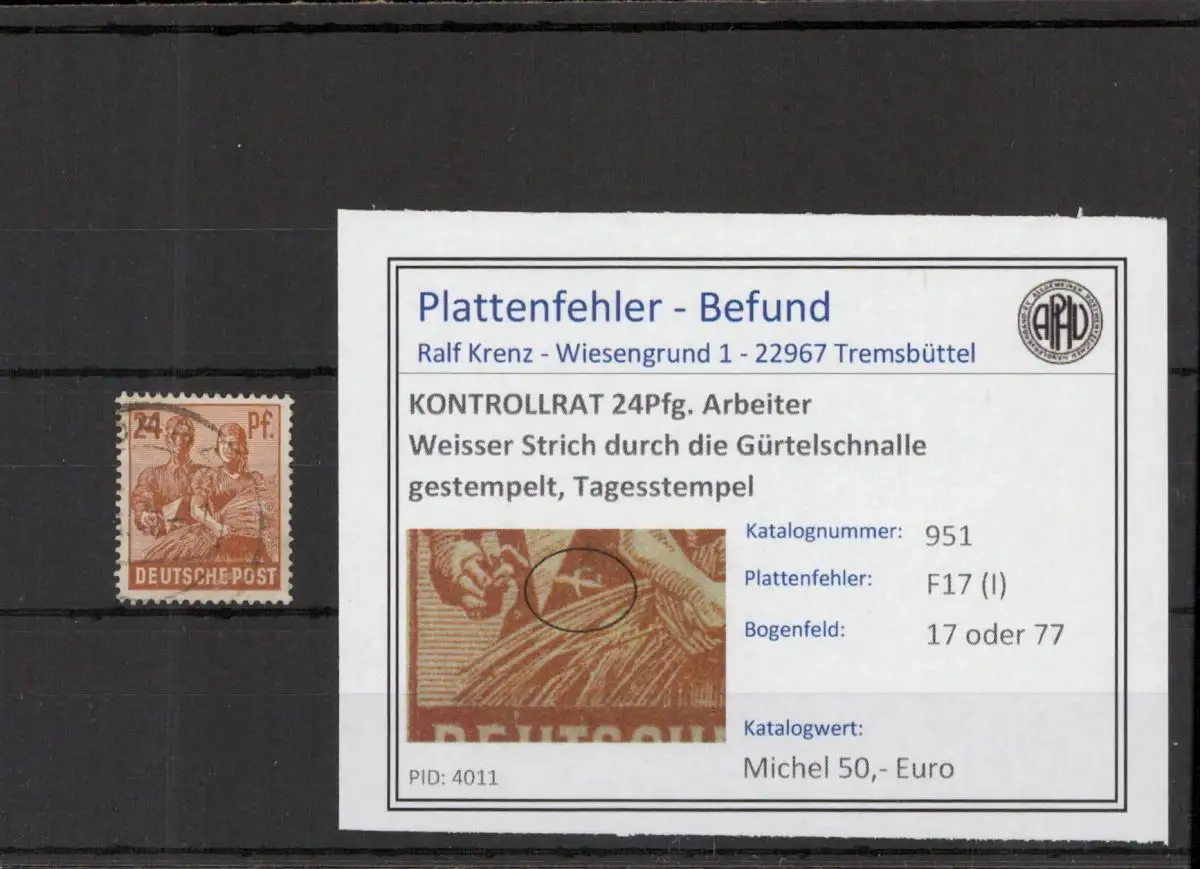 24 Pf.
DEUTSCHE POST
Plattenfehler - Befund
Ralf Krenz - Wiesengrund 1 - 22967 Tremsbüttel
APHV
KONTROLLRAT 24Pfg. Arbeiter
Weisser Strich durch die Gürtelschnalle
gestempelt, Tagesstempel
Katalognummer: 951
Plattenfehler: F17 (I)
Bogenfeld: 17 oder 77
Katalogwert:
Michel 50,- Euro
PID: 4011